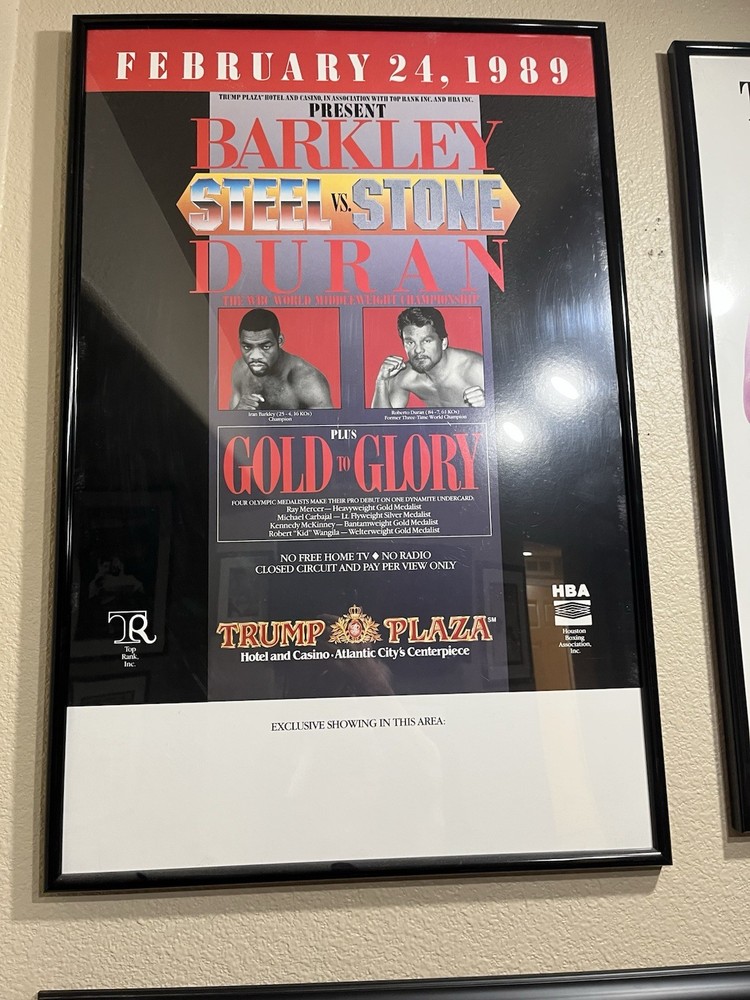 FEBRUARY 24, 1989
TRUMP PLAZA HOTEL AND CASINO, IN ASSOCIATION WITH TOP RANK INC. AND HBA INC.
PRESENT
BARKLEY
STEEL VS. STONE
DURAN
THE WBC WORLD MIDDLEWEIGHT CHAMPIONSHIP
Iran Barkley (25-4, 16 KOs)
Champion
Roberto Duran (84-7, 61 KOs)
Former Three-Time World Champion
PLUS
GOLD TO GLORY
FOUR OLYMPIC MEDALISTS MAKE THEIR PRO DEBUT ON ONE DYNAMITE UNDERCARD:
Ray Mercer — Heavyweight Gold Medalist
Michael Carbajal — Lt. Flyweight Silver Medalist
Kennedy McKinney — Bantamweight Gold Medalist
Robert "Kid" Wangila — Welterweight Gold Medalist
NO FREE HOME TV ♦ NO RADIO
CLOSED CIRCUIT AND PAY PER VIEW ONLY
TR
Top
Rank,
Inc.
TRUMP PLAZA℠
Hotel and Casino • Atlantic City's Centerpiece
HBA
Houston
Boxing
Association,
Inc.
EXCLUSIVE SHOWING IN THIS AREA: